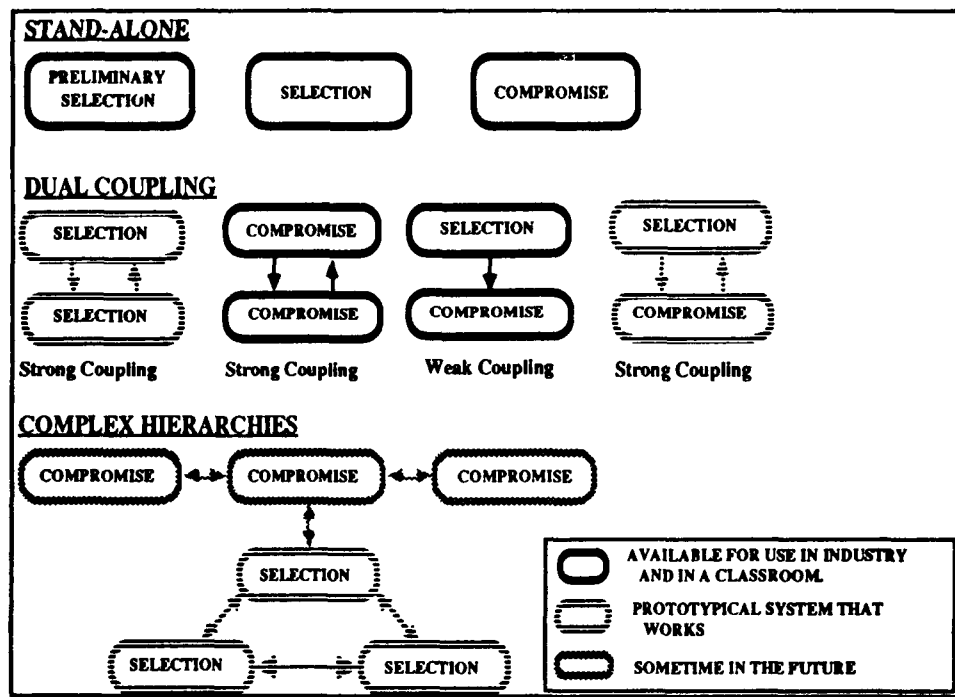 STAND-ALONE
PRELIMINARY
SELECTION
SELECTION
COMPROMISE
DUAL COUPLING
SELECTION
COMPROMISE
SELECTION
SELECTION
SELECTION
COMPROMISE
COMPROMISE
COMPROMISE
Strong Coupling
Strong Coupling
Weak Coupling
Strong Coupling
COMPLEX HIERARCHIES
COMPROMISE
COMPROMISE
COMPROMISE
SELECTION
SELECTION
SELECTION
AVAILABLE FOR USE IN INDUSTRY
AND IN A CLASSROOM.
PROTOTYPICAL SYSTEM THAT
WORKS
SOMETIME IN THE FUTURE